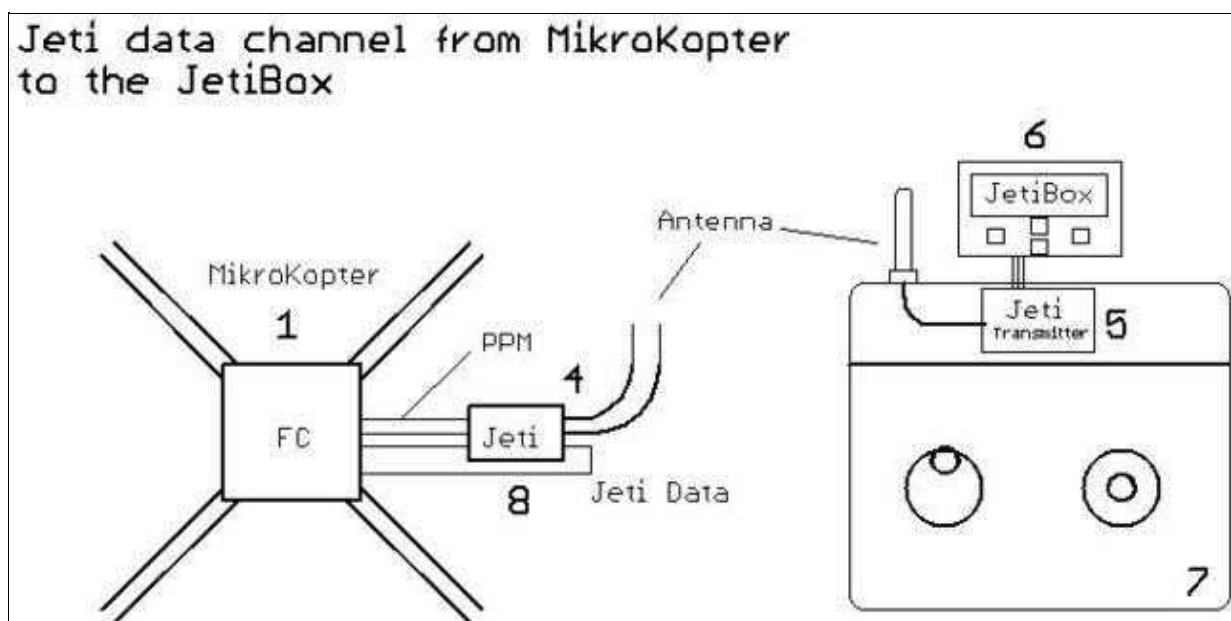 Jeti data channel from MikroKopter
to the JetiBox
6
JetiBox
Antenna
MikroKopter
1
PPM
4
Jeti
Transmitter
5
FC
Jeti
8
Jeti Data
7